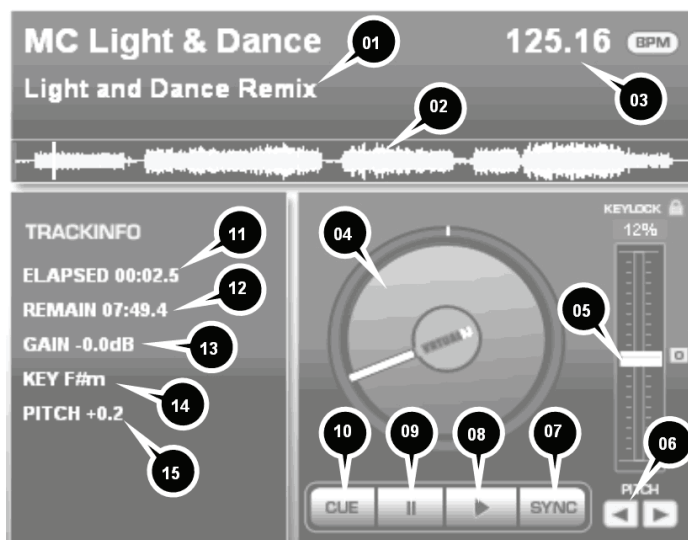 MC Light & Dance
01
125.16 BPM
Light and Dance Remix
03
02
TRACKINFO
11
ELAPSED 00:02.5
12
REMAIN 07:49.4
GAIN -0.0dB
13
KEY F#m
14
PITCH +0.2
15
04
KEYLOCK
12%
05
VIRTUAL DJ
10
09
08
07
06
CUE
SYNC
PITCH